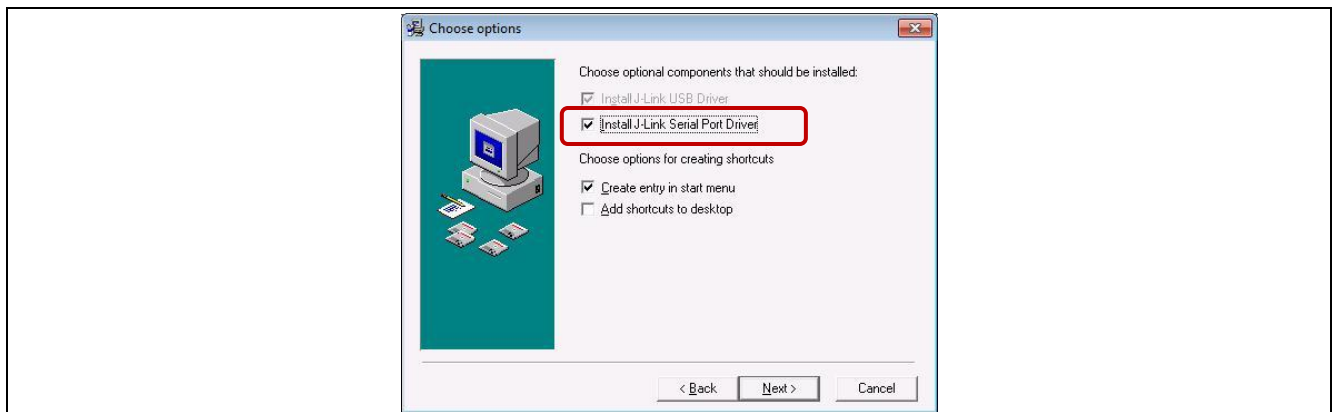 Choose options
Choose optional components that should be installed:
Install J-Link USB Driver
Install J-Link Serial Port Driver
Choose options for creating shortcuts
Create entry in start menu
Add shortcuts to desktop
< Back
Next >
Cancel